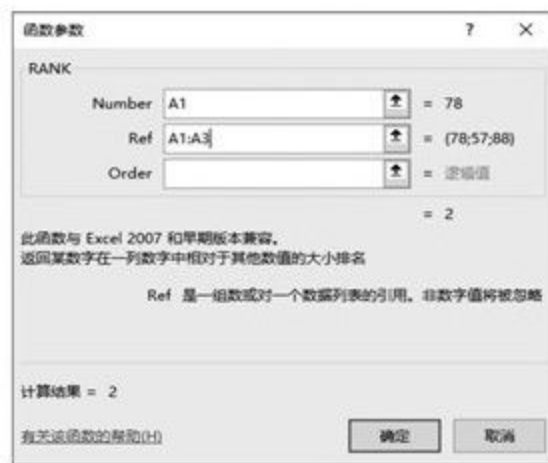 函数参数 ? ×
RANK
Number A1 = 78
Ref A1:A3 = {78;57;88}
Order = 逻辑值
= 2
此函数与 Excel 2007 和早期版本兼容。
返回某数字在一列数字中相对于其他数值的大小排名
Ref 是一组数或对一个数据列表的引用。非数字值将被忽略
计算结果 = 2
有关该函数的帮助(H) 确定 取消